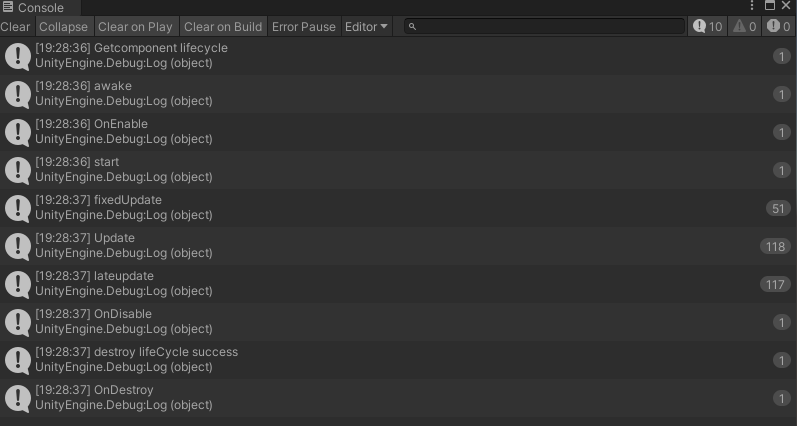 Console
Clear Collapse Clear on Play Clear on Build Error Pause Editor 10 0 0
[19:28:36] Getcomponent lifecycle 1
UnityEngine.Debug:Log (object)
[19:28:36] awake 1
UnityEngine.Debug:Log (object)
[19:28:36] OnEnable 1
UnityEngine.Debug:Log (object)
[19:28:36] start 1
UnityEngine.Debug:Log (object)
[19:28:37] fixedUpdate 51
UnityEngine.Debug:Log (object)
[19:28:37] Update 118
UnityEngine.Debug:Log (object)
[19:28:37] lateupdate 117
UnityEngine.Debug:Log (object)
[19:28:37] OnDisable 1
UnityEngine.Debug:Log (object)
[19:28:37] destroy lifeCycle success 1
UnityEngine.Debug:Log (object)
[19:28:37] OnDestroy 1
UnityEngine.Debug:Log (object)